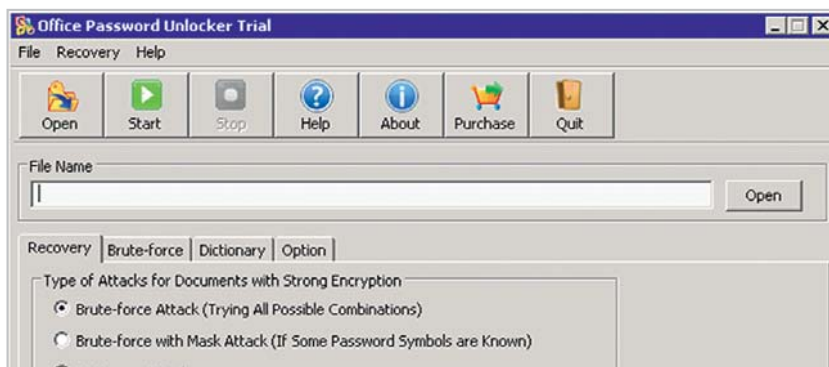 Office Password Unlocker Trial
File Recovery Help
Open Start Stop Help About Purchase Quit
File Name
Open
Recovery Brute-force Dictionary Option
Type of Attacks for Documents with Strong Encryption
Brute-force Attack (Trying All Possible Combinations)
Brute-force with Mask Attack (If Some Password Symbols are Known)